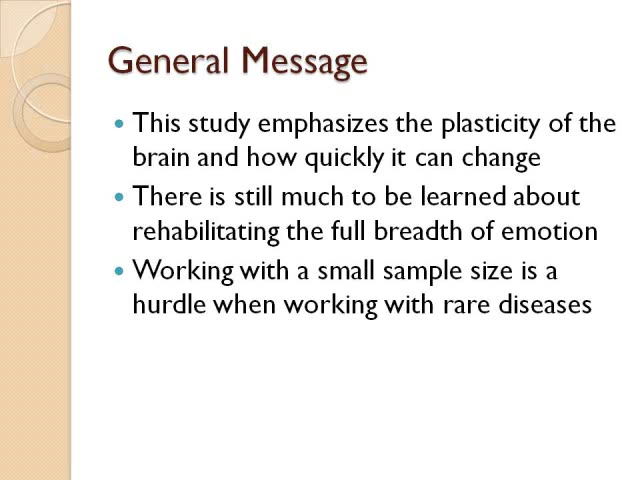 General Message
• This study emphasizes the plasticity of the
brain and how quickly it can change
• There is still much to be learned about
rehabilitating the full breadth of emotion
• Working with a small sample size is a
hurdle when working with rare diseases